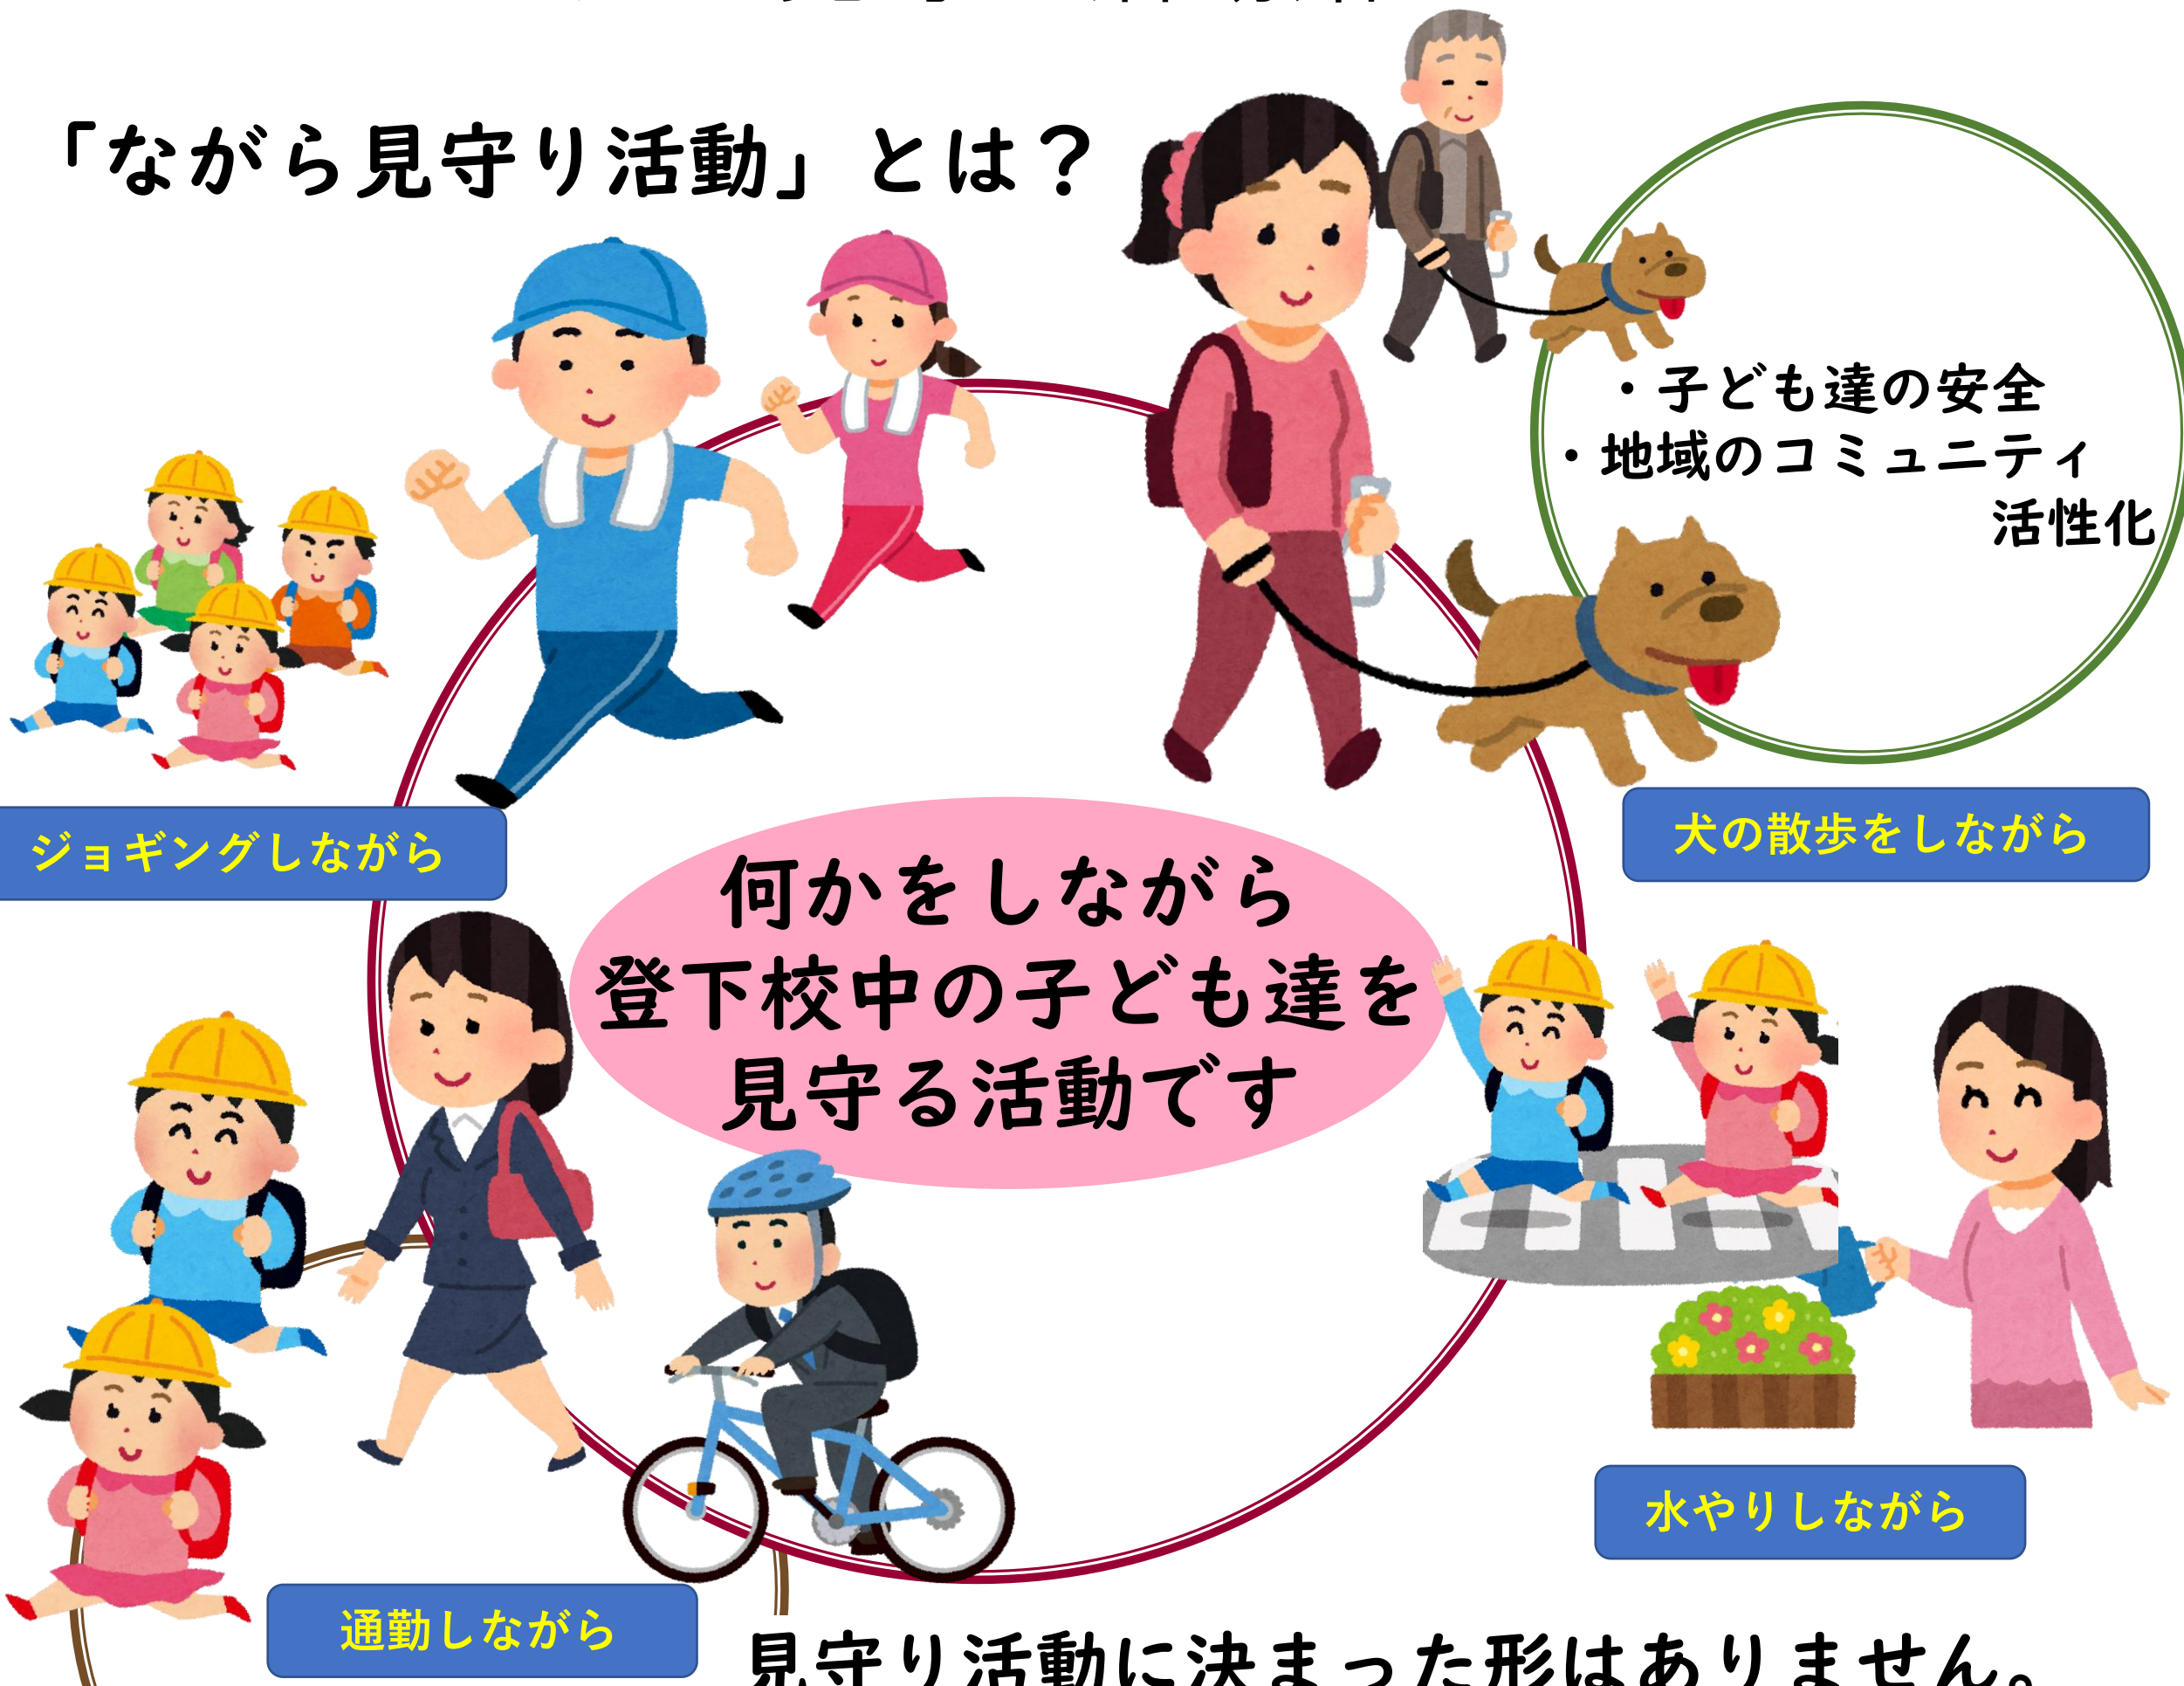 「ながら見守り活動」とは？
・子ども達の安全
・地域のコミュニティ
活性化
ジョギングしながら
犬の散歩をしながら
何かをしながら
登下校中の子ども達を
見守る活動です
水やりしながら
通勤しながら
見守り活動に決まった形はありません。